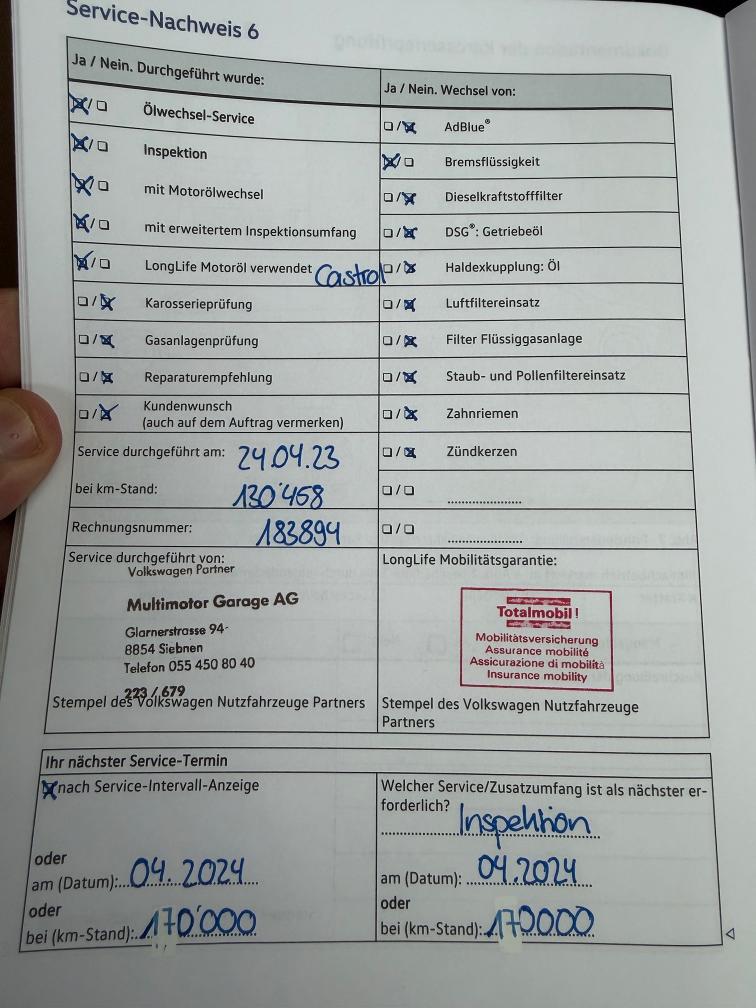 Service-Nachweis 6
Ja / Nein. Durchgeführt wurde:
Ölwechsel-Service
Inspektion
mit Motorölwechsel
mit erweitertem Inspektionsumfang
LongLife Motoröl verwendet Castrol
Karosserieprüfung
Gasanlagenprüfung
Reparaturempfehlung
Kundenwunsch
(auch auf dem Auftrag vermerken)
Service durchgeführt am: 24.04.23
bei km-Stand: 130'468
Rechnungsnummer: 183894
Service durchgeführt von:
Volkswagen Partner
Multimotor Garage AG
Glarnerstrasse 94
8854 Siebnen
Telefon 055 450 80 40
223 / 679
Stempel des Volkswagen Nutzfahrzeuge Partners
Ja / Nein. Wechsel von:
AdBlue®
Bremsflüssigkeit
Dieselkraftstofffilter
DSG®: Getriebeöl
Haldexkupplung: Öl
Luftfiltereinsatz
Filter Flüssiggasanlage
Staub- und Pollenfiltereinsatz
Zahnriemen
Zündkerzen
LongLife Mobilitätsgarantie:
Totalmobil!
Mobilitätsversicherung
Assurance mobilité
Assicurazione di mobilità
Insurance mobility
Stempel des Volkswagen Nutzfahrzeuge
Partners
Ihr nächster Service-Termin
nach Service-Intervall-Anzeige
oder
am (Datum): 04.2024
oder
bei (km-Stand): 170'000
Welcher Service/Zusatzumfang ist als nächster er-
forderlich? Inspektion
am (Datum): 04.2024
oder
bei (km-Stand): 170000